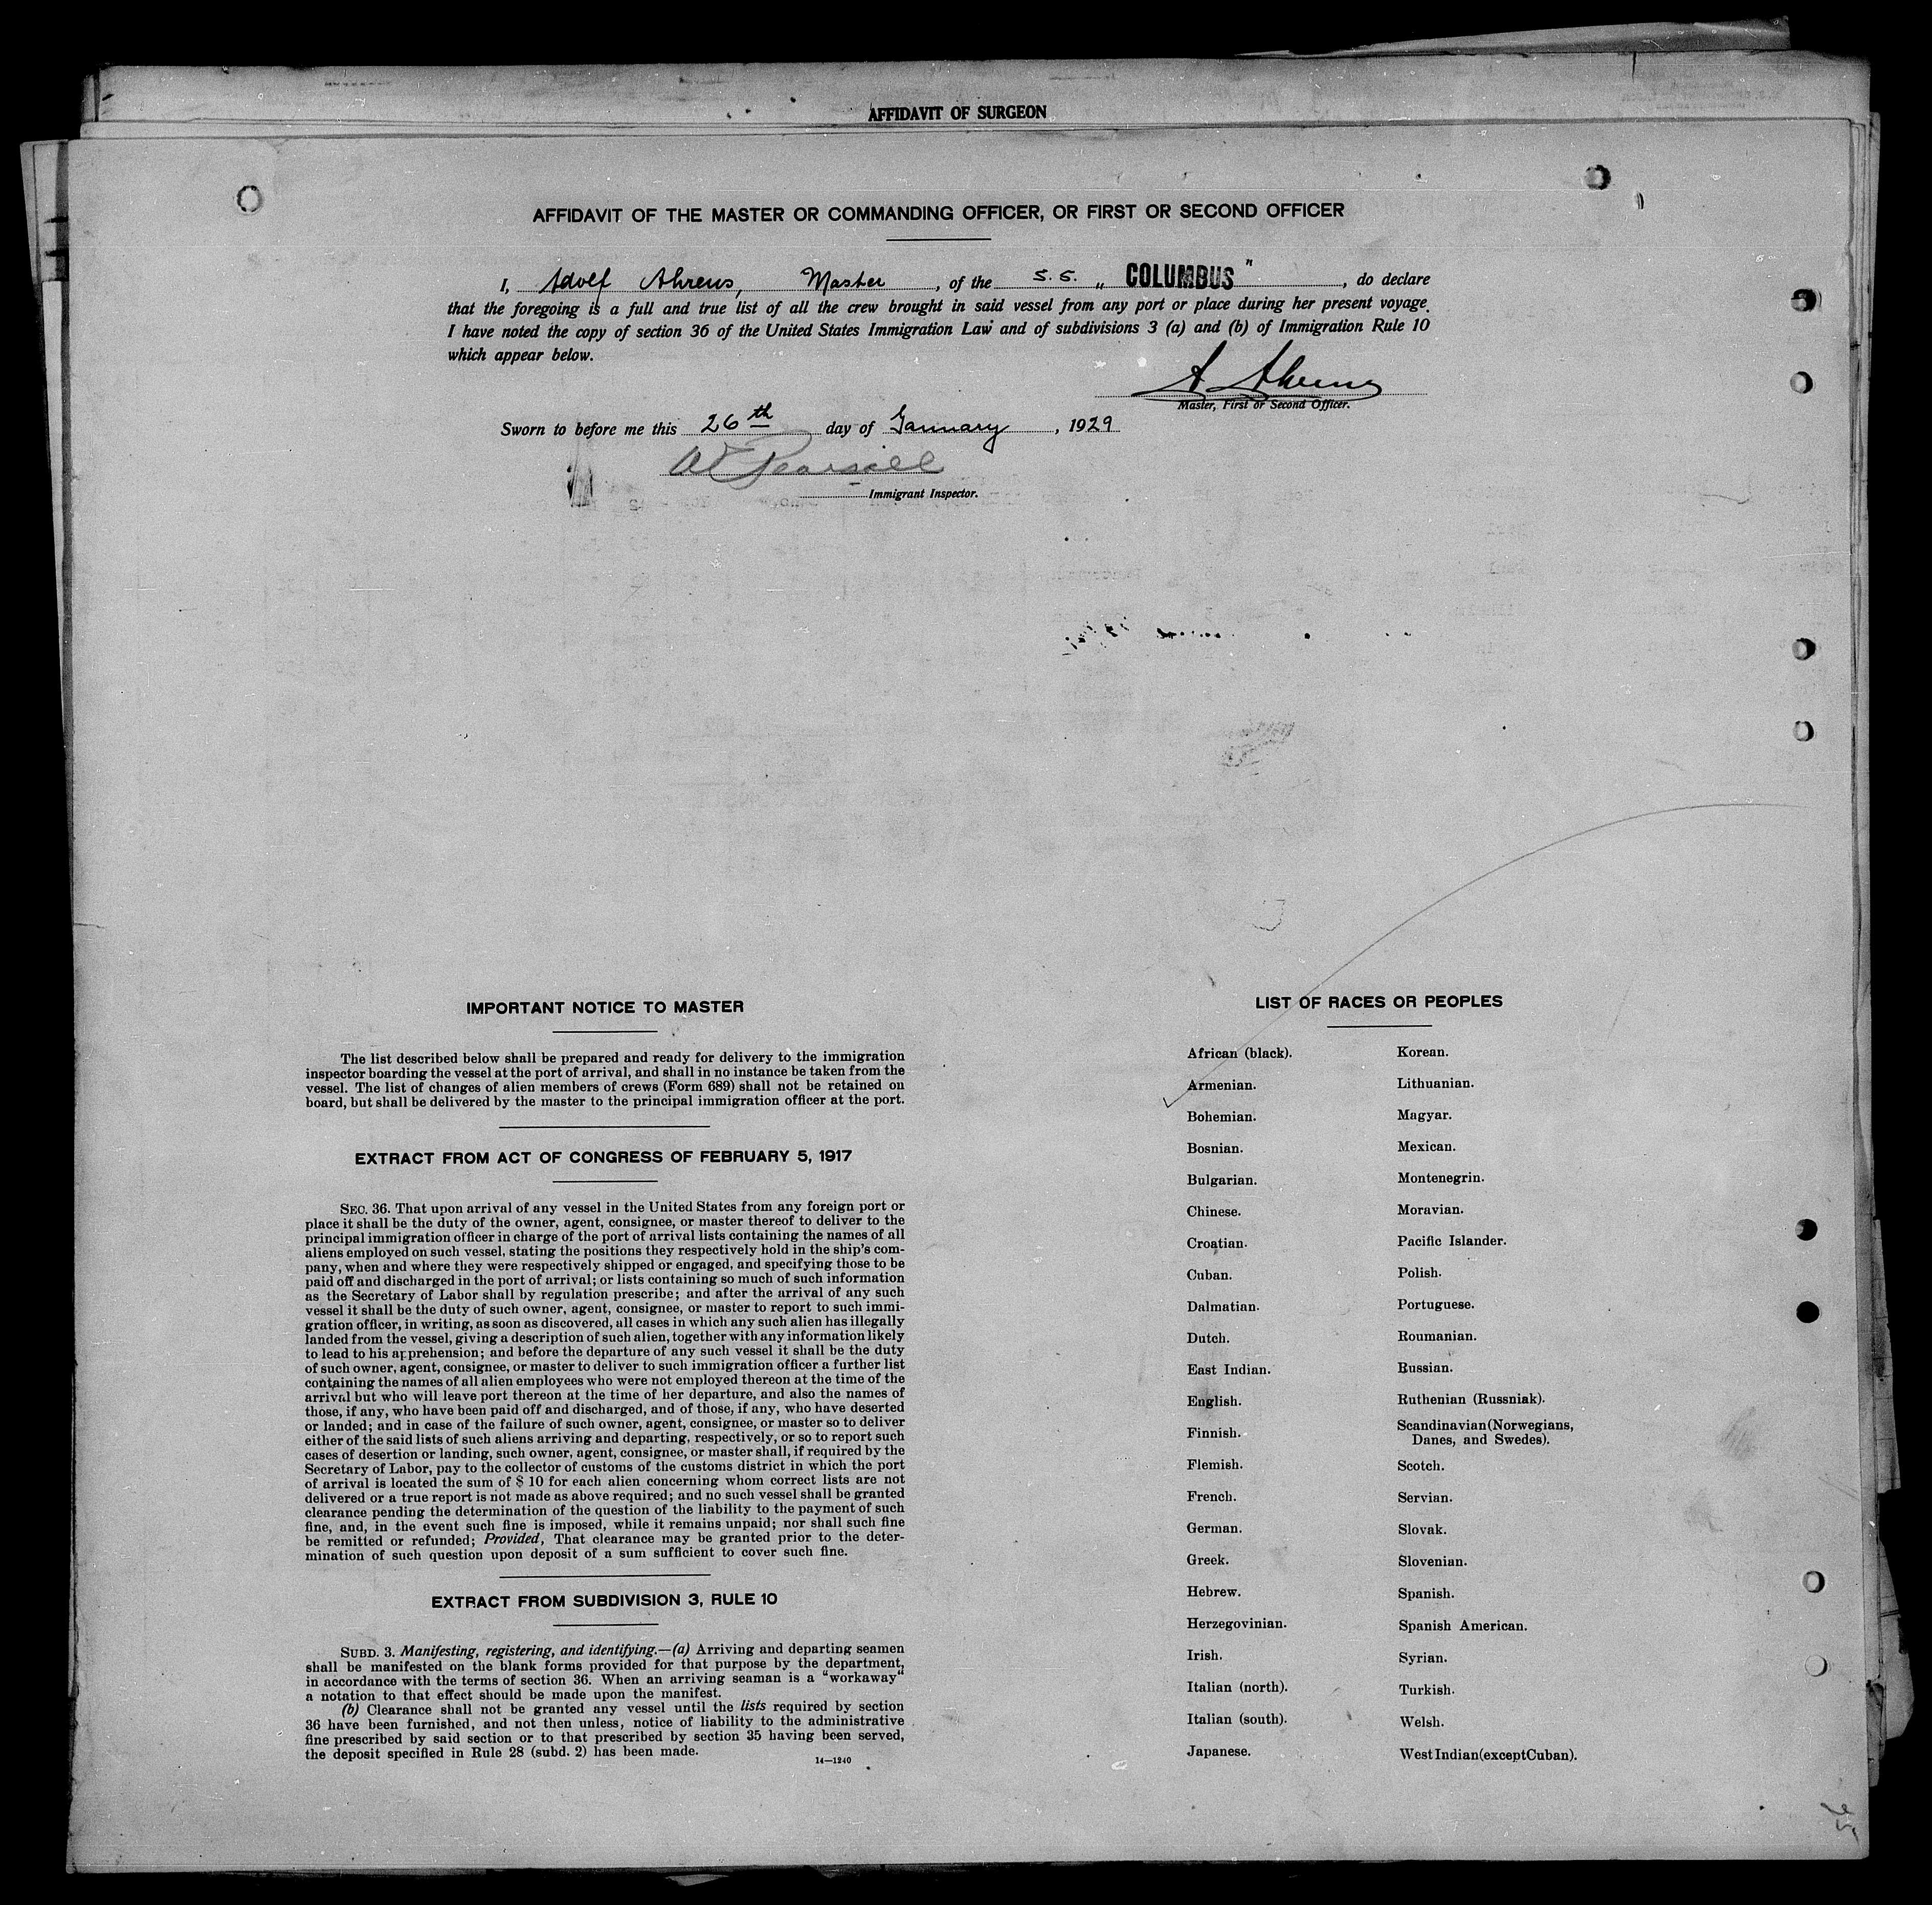 AFFIDAVIT OF SURGEON
AFFIDAVIT OF THE MASTER OR COMMANDING OFFICER, OR FIRST OR SECOND OFFICER
I, Adolf Ahrens, Master, of the S.S. „COLUMBUS", do declare
that the foregoing is a full and true list of all the crew brought in said vessel from any port or place during her present voyage.
I have noted the copy of section 36 of the United States Immigration Law and of subdivisions 3 (a) and (b) of Immigration Rule 10
which appear below.
A Ahrens
Master, First or Second Officer.
Sworn to before me this 26th day of January, 1929
Immigrant Inspector.
IMPORTANT NOTICE TO MASTER
The list described below shall be prepared and ready for delivery to the immigration
inspector boarding the vessel at the port of arrival, and shall in no instance be taken from the
vessel. The list of changes of alien members of crews (Form 689) shall not be retained on
board, but shall be delivered by the master to the principal immigration officer at the port.
EXTRACT FROM ACT OF CONGRESS OF FEBRUARY 5, 1917
SEC. 36. That upon arrival of any vessel in the United States from any foreign port or
place it shall be the duty of the owner, agent, consignee, or master thereof to deliver to the
principal immigration officer in charge of the port of arrival lists containing the names of all
aliens employed on such vessel, stating the positions they respectively hold in the ship's com-
pany, when and where they were respectively shipped or engaged, and specifying those to be
paid off and discharged in the port of arrival; or lists containing so much of such information
as the Secretary of Labor shall by regulation prescribe; and after the arrival of any such
vessel it shall be the duty of such owner, agent, consignee, or master to report to such immi-
gration officer, in writing, as soon as discovered, all cases in which any such alien has illegally
landed from the vessel, giving a description of such alien, together with any information likely
to lead to his apprehension; and before the departure of any such vessel it shall be the duty
of such owner, agent, consignee, or master to deliver to such immigration officer a further list
containing the names of all alien employees who were not employed thereon at the time of the
arrival but who will leave port thereon at the time of her departure, and also the names of
those, if any, who have been paid off and discharged, and of those, if any, who have deserted
or landed; and in case of the failure of such owner, agent, consignee, or master so to deliver
either of the said lists of such aliens arriving and departing, respectively, or so to report such
cases of desertion or landing, such owner, agent, consignee, or master shall, if required by the
Secretary of Labor, pay to the collector of customs of the customs district in which the port
of arrival is located the sum of $ 10 for each alien concerning whom correct lists are not
delivered or a true report is not made as above required; and no such vessel shall be granted
clearance pending the determination of the question of the liability to the payment of such
fine, and, in the event such fine is imposed, while it remains unpaid; nor shall such fine
be remitted or refunded; Provided, That clearance may be granted prior to the deter-
mination of such question upon deposit of a sum sufficient to cover such fine.
EXTRACT FROM SUBDIVISION 3, RULE 10
SUBD. 3. Manifesting, registering, and identifying.—(a) Arriving and departing seamen
shall be manifested on the blank forms provided for that purpose by the department,
in accordance with the terms of section 36. When an arriving seaman is a "workaway"
a notation to that effect should be made upon the manifest.
(b) Clearance shall not be granted any vessel until the lists required by section
36 have been furnished, and not then unless, notice of liability to the administrative
fine prescribed by said section or to that prescribed by section 35 having been served,
the deposit specified in Rule 28 (subd. 2) has been made.
14—1240
LIST OF RACES OR PEOPLES
African (black).
Armenian.
Bohemian.
Bosnian.
Bulgarian.
Chinese.
Croatian.
Cuban.
Dalmatian.
Dutch.
East Indian.
English.
Finnish.
Flemish.
French.
German.
Greek.
Hebrew.
Herzegovinian.
Irish.
Italian (north).
Italian (south).
Japanese.
Korean.
Lithuanian.
Magyar.
Mexican.
Montenegrin.
Moravian.
Pacific Islander.
Polish.
Portuguese.
Roumanian.
Russian.
Ruthenian (Russniak).
Scandinavian (Norwegians,
Danes, and Swedes).
Scotch.
Servian.
Slovak.
Slovenian.
Spanish.
Spanish American.
Syrian.
Turkish.
Welsh.
West Indian (except Cuban).